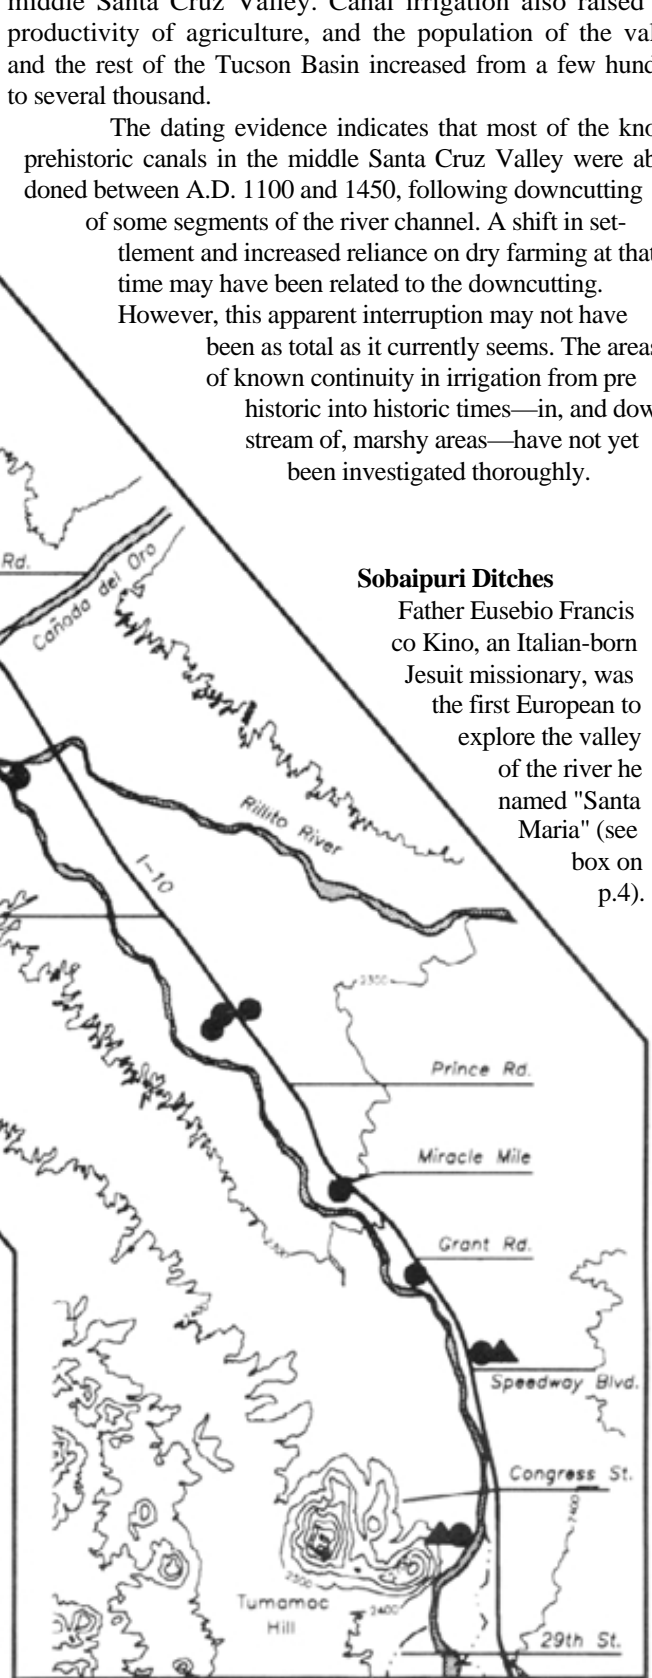 middle Santa Cruz Valley. Canal irrigation also raised
productivity of agriculture, and the population of the val
and the rest of the Tucson Basin increased from a few hund
to several thousand.
The dating evidence indicates that most of the kno
prehistoric canals in the middle Santa Cruz Valley were ab
doned between A.D. 1100 and 1450, following downcutting
of some segments of the river channel. A shift in set-
tlement and increased reliance on dry farming at that
time may have been related to the downcutting.
However, this apparent interruption may not have
been as total as it currently seems. The areas
of known continuity in irrigation from pre
historic into historic times—in, and dow
stream of, marshy areas—have not yet
been investigated thoroughly.
Sobaipuri Ditches
Father Eusebio Francis
co Kino, an Italian-born
Jesuit missionary, was
the first European to
explore the valley
of the river he
named "Santa
Maria" (see
box on
p.4).
Rd.
Cañada del Oro
Rillito River
I-10
2300
Prince Rd.
Miracle Mile
2300
Grant Rd.
Speedway Blvd.
Congress St.
2400
2500
Tumamoc
Hill
2400
29th St.